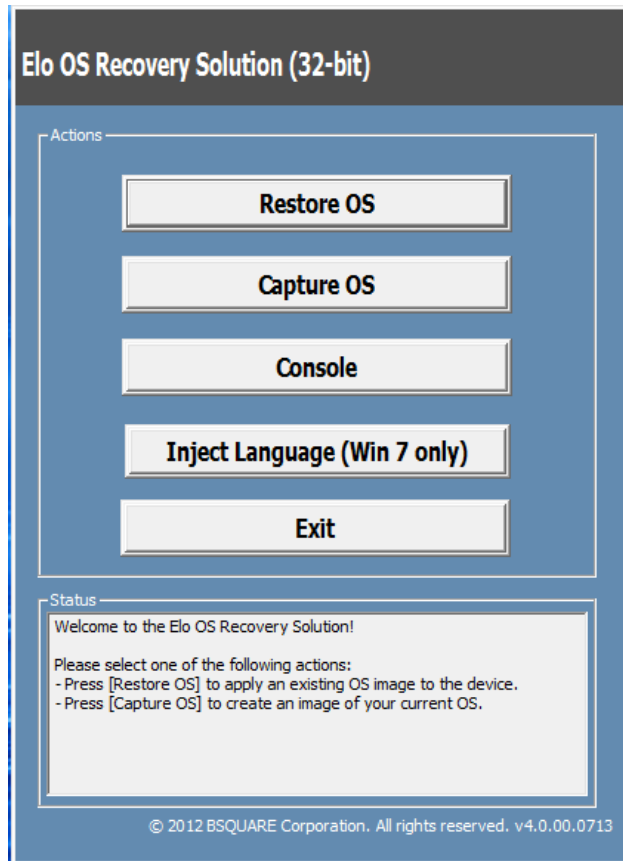 Elo OS Recovery Solution (32-bit)
Actions
Restore OS
Capture OS
Console
Inject Language (Win 7 only)
Exit
Status
Welcome to the Elo OS Recovery Solution!
Please select one of the following actions:
- Press [Restore OS] to apply an existing OS image to the device.
- Press [Capture OS] to create an image of your current OS.
© 2012 BSQUARE Corporation. All rights reserved. v4.0.00.0713